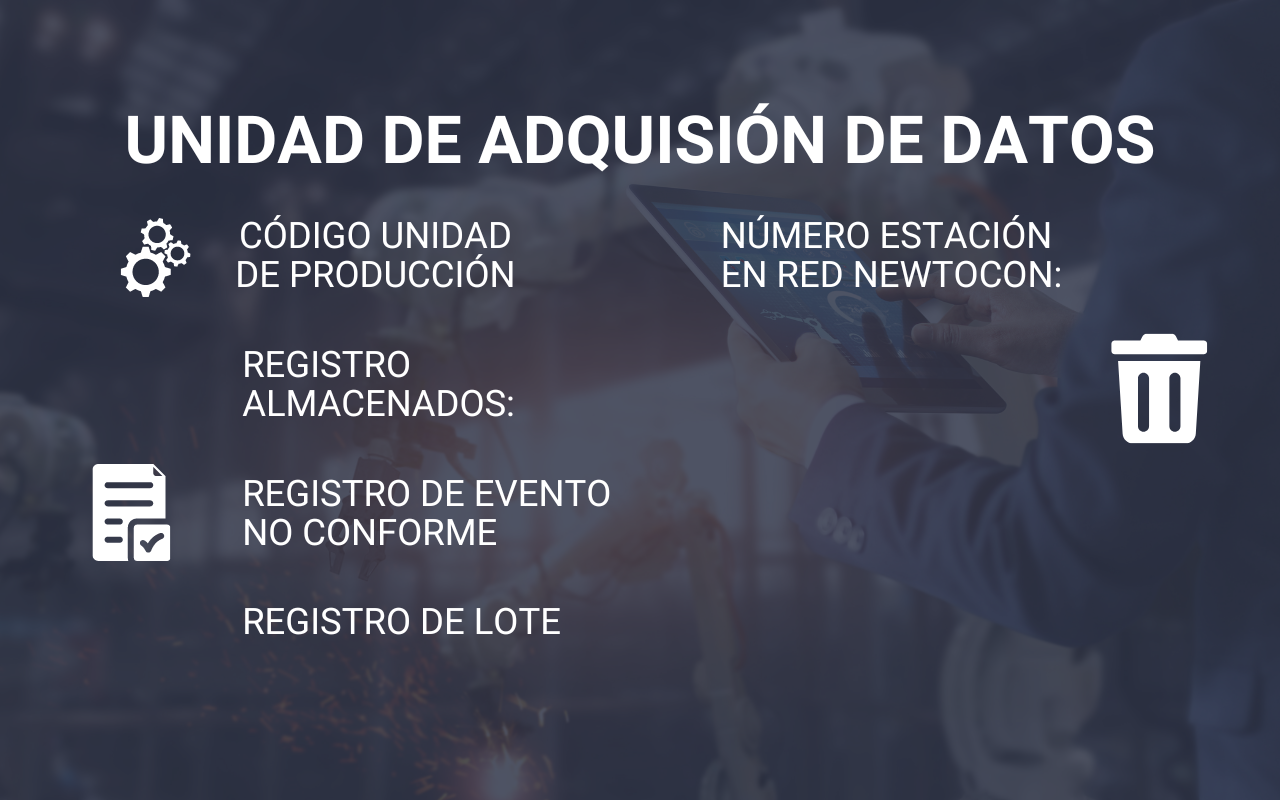 UNIDAD DE ADQUISIÓN DE DATOS
CÓDIGO UNIDAD
DE PRODUCCIÓN
NÚMERO ESTACIÓN
EN RED NEWTOCON:
REGISTRO
ALMACENADOS:
REGISTRO DE EVENTO
NO CONFORME
REGISTRO DE LOTE